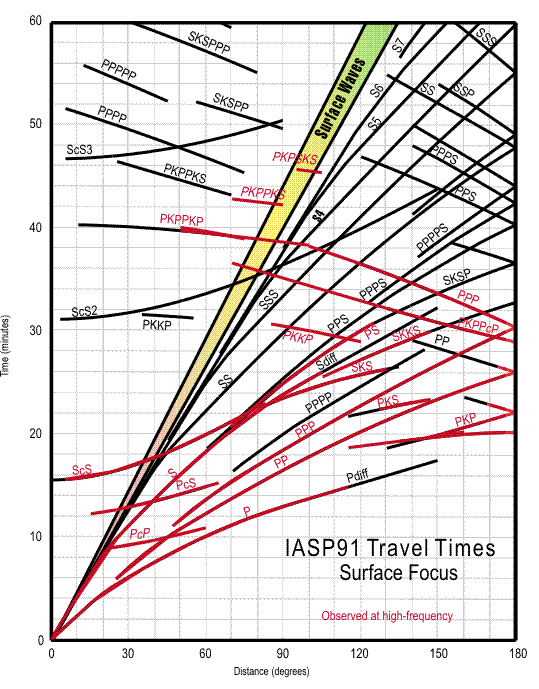 60
50
40
30
20
10
0
Time (minutes)
0
30
60
90
120
150
180
Distance (degrees)
SKSPPP
PPPPP
SKSPP
PPPP
ScS3
PKPPKS
PKPSKS
PKPPKS
PKPPKP
Surface Waves
S7
S6
S5
S4
SSS
SS
SSP
PPPS
PPS
PPPPS
SKSP
PPP
PKPPcP
ScS2
PKKP
SSS
PPPS
PPS
PS
PKKP
Sdiff
SKKS
PP
SKS
SS
PPPP
PKS
PPP
PKP
ScS
S
PcS
PP
Pdiff
P
PcP
IASP91 Travel Times
Surface Focus
Observed at high-frequency